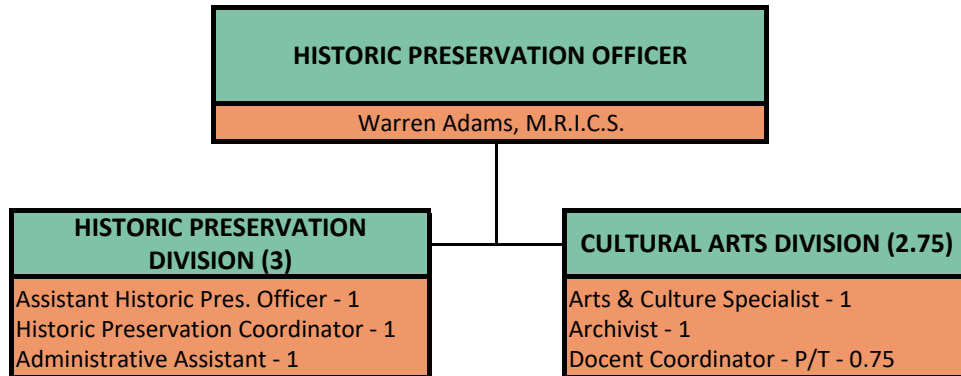 HISTORIC PRESERVATION OFFICER
Warren Adams, M.R.I.C.S.
HISTORIC PRESERVATION
DIVISION (3)
Assistant Historic Pres. Officer - 1
Historic Preservation Coordinator - 1
Administrative Assistant - 1
CULTURAL ARTS DIVISION (2.75)
Arts & Culture Specialist - 1
Archivist - 1
Docent Coordinator - P/T - 0.75